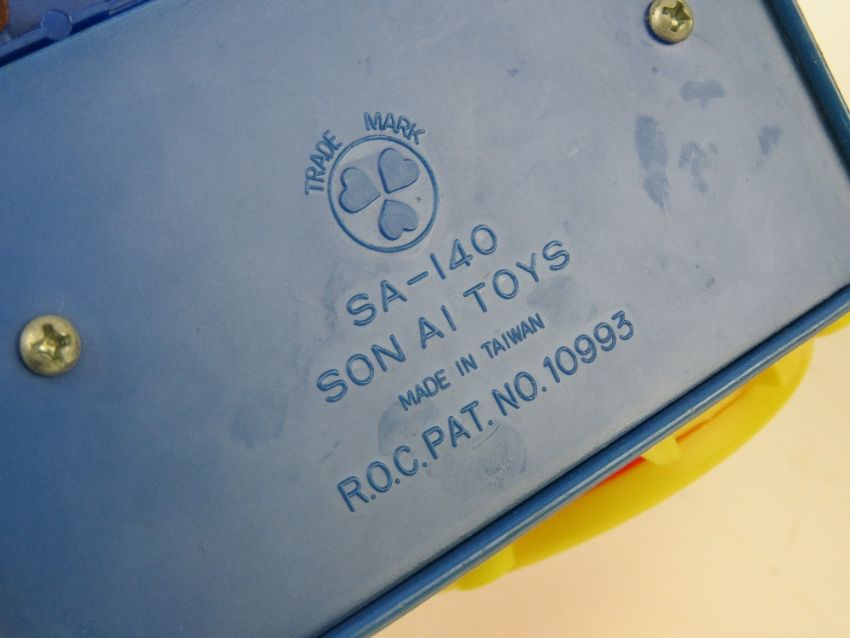 TRADE MARK
SA-140
SON AI TOYS
MADE IN TAIWAN
R.O.C. PAT. NO. 10993